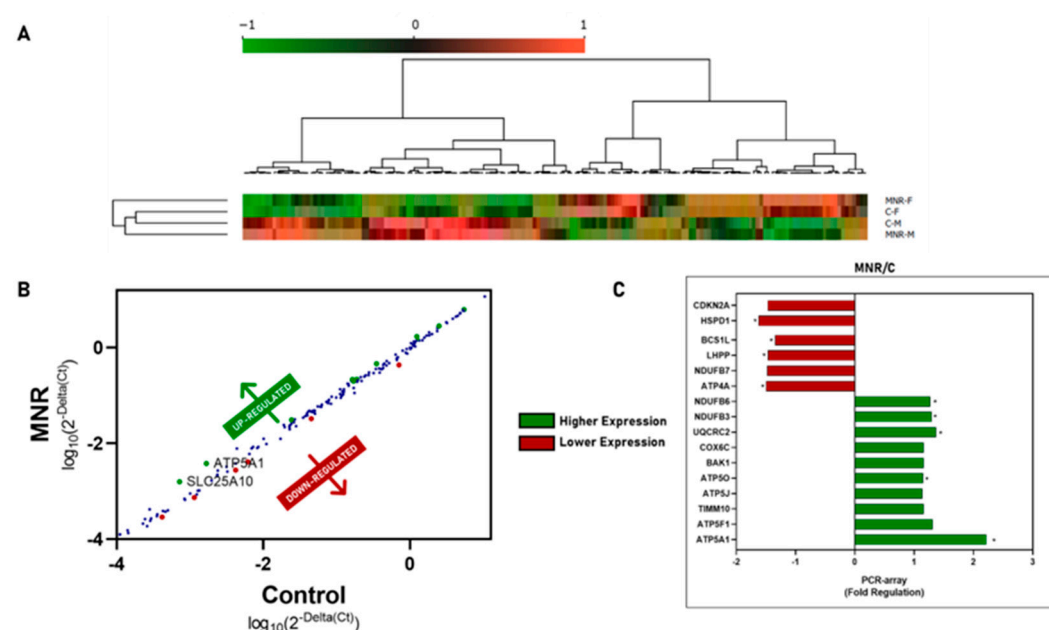 A
−1 0 1
MNR-F
C-F
C-M
MNR-M
B
MNR
log10(2-Delta(Ct))
0
-2
-4
UP-REGULATED
DOWN-REGULATED
ATP5A1
SLC25A10
-4 -2 0
Control
log10(2-Delta(Ct))
Higher Expression
Lower Expression
C
MNR/C
CDKN2A
HSPD1 *
BCS1L *
LHPP *
NDUFB7
ATP4A *
NDUFB6 *
NDUFB3 *
UQCRC2 *
COX6C
BAK1
ATP5O *
ATP5J
TIMM10
ATP5F1
ATP5A1 *
-2 -1 0 1 2 3
PCR-array
(Fold Regulation)